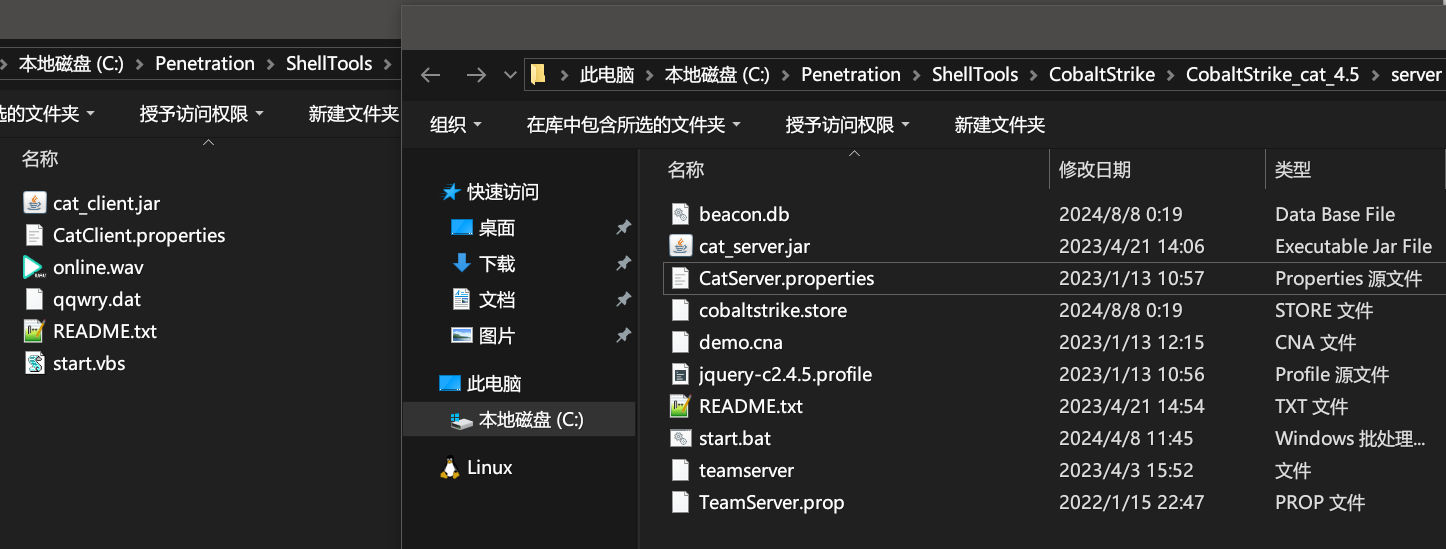 本地磁盘 (C:) Penetration ShellTools
的文件夹 授予访问权限 新建文件夹
名称
cat_client.jar
CatClient.properties
online.wav
qqwry.dat
README.txt
start.vbs
此电脑 本地磁盘 (C:) Penetration ShellTools CobaltStrike CobaltStrike_cat_4.5 server
组织 在库中包含所选的文件夹 授予访问权限 新建文件夹
快速访问
桌面
下载
文档
图片
此电脑
本地磁盘 (C:)
Linux
名称 修改日期 类型
beacon.db 2024/8/8 0:19 Data Base File
cat_server.jar 2023/4/21 14:06 Executable Jar File
CatServer.properties 2023/1/13 10:57 Properties 源文件
cobaltstrike.store 2024/8/8 0:19 STORE 文件
demo.cna 2023/1/13 12:15 CNA 文件
jquery-c2.4.5.profile 2023/1/13 10:56 Profile 源文件
README.txt 2023/4/21 14:54 TXT 文件
start.bat 2024/4/8 11:45 Windows 批处理...
teamserver 2023/4/3 15:52 文件
TeamServer.prop 2022/1/15 22:47 PROP 文件